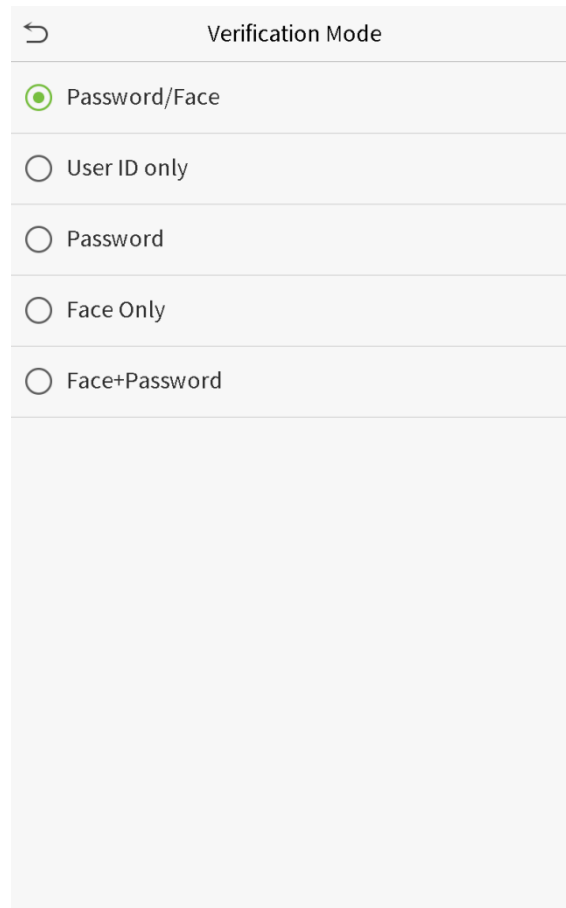 Verification Mode
Password/Face
User ID only
Password
Face Only
Face+Password